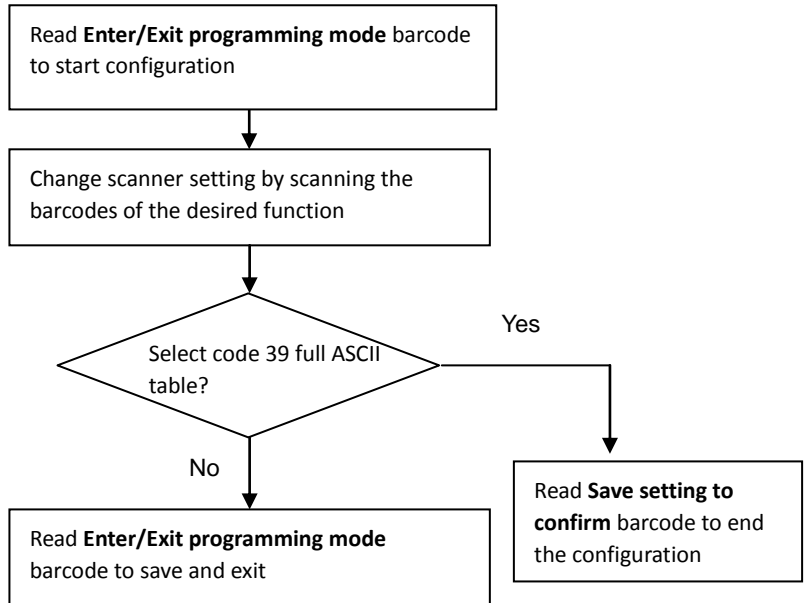 Read Enter/Exit programming mode barcode
to start configuration
Change scanner setting by scanning the
barcodes of the desired function
Select code 39 full ASCII
table?
Yes
No
Read Save setting to
confirm barcode to end
the configuration
Read Enter/Exit programming mode
barcode to save and exit